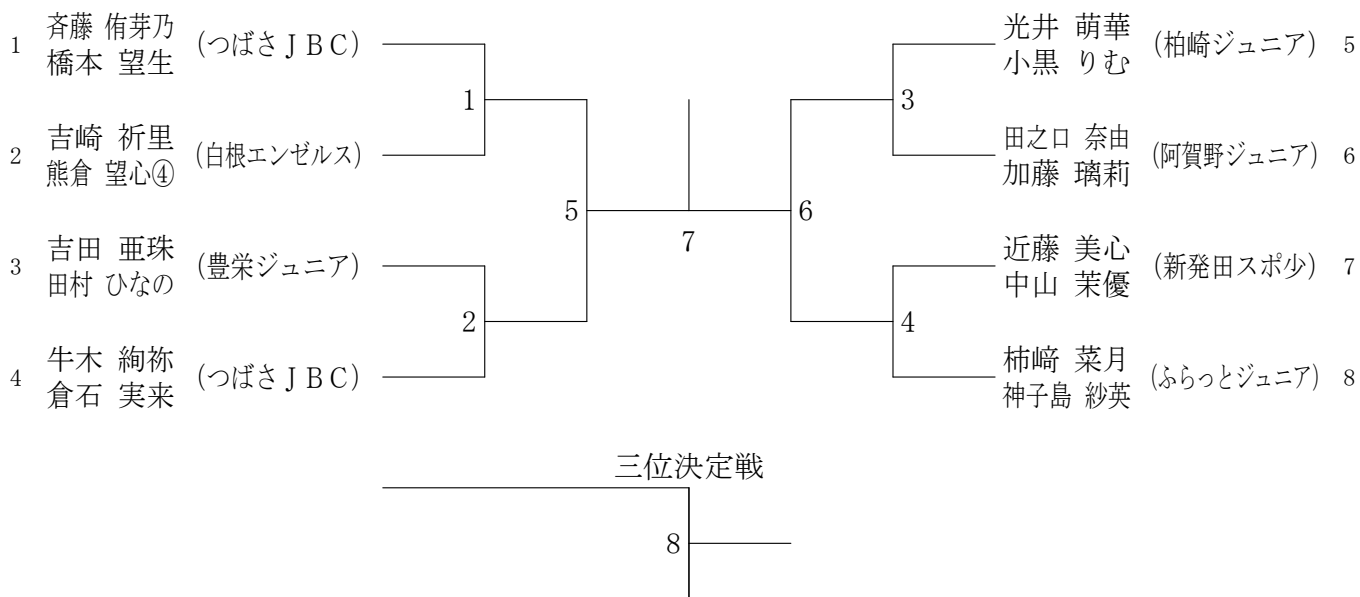 1 斉藤 侑芽乃 橋本 望生 (つばさＪＢＣ)
2 吉崎 祈里 熊倉 望心④ (白根エンゼルス)
3 吉田 亜珠 田村 ひなの (豊栄ジュニア)
4 牛木 絢祢 倉石 実来 (つばさＪＢＣ)
1
2
5
7
6
3
4
光井 萌華 小黒 りむ (柏崎ジュニア) 5
田之口 奈由 加藤 璃莉 (阿賀野ジュニア) 6
近藤 美心 中山 茉優 (新発田スポ少) 7
柿﨑 菜月 神子島 紗英 (ふらっとジュニア) 8
三位決定戦
8